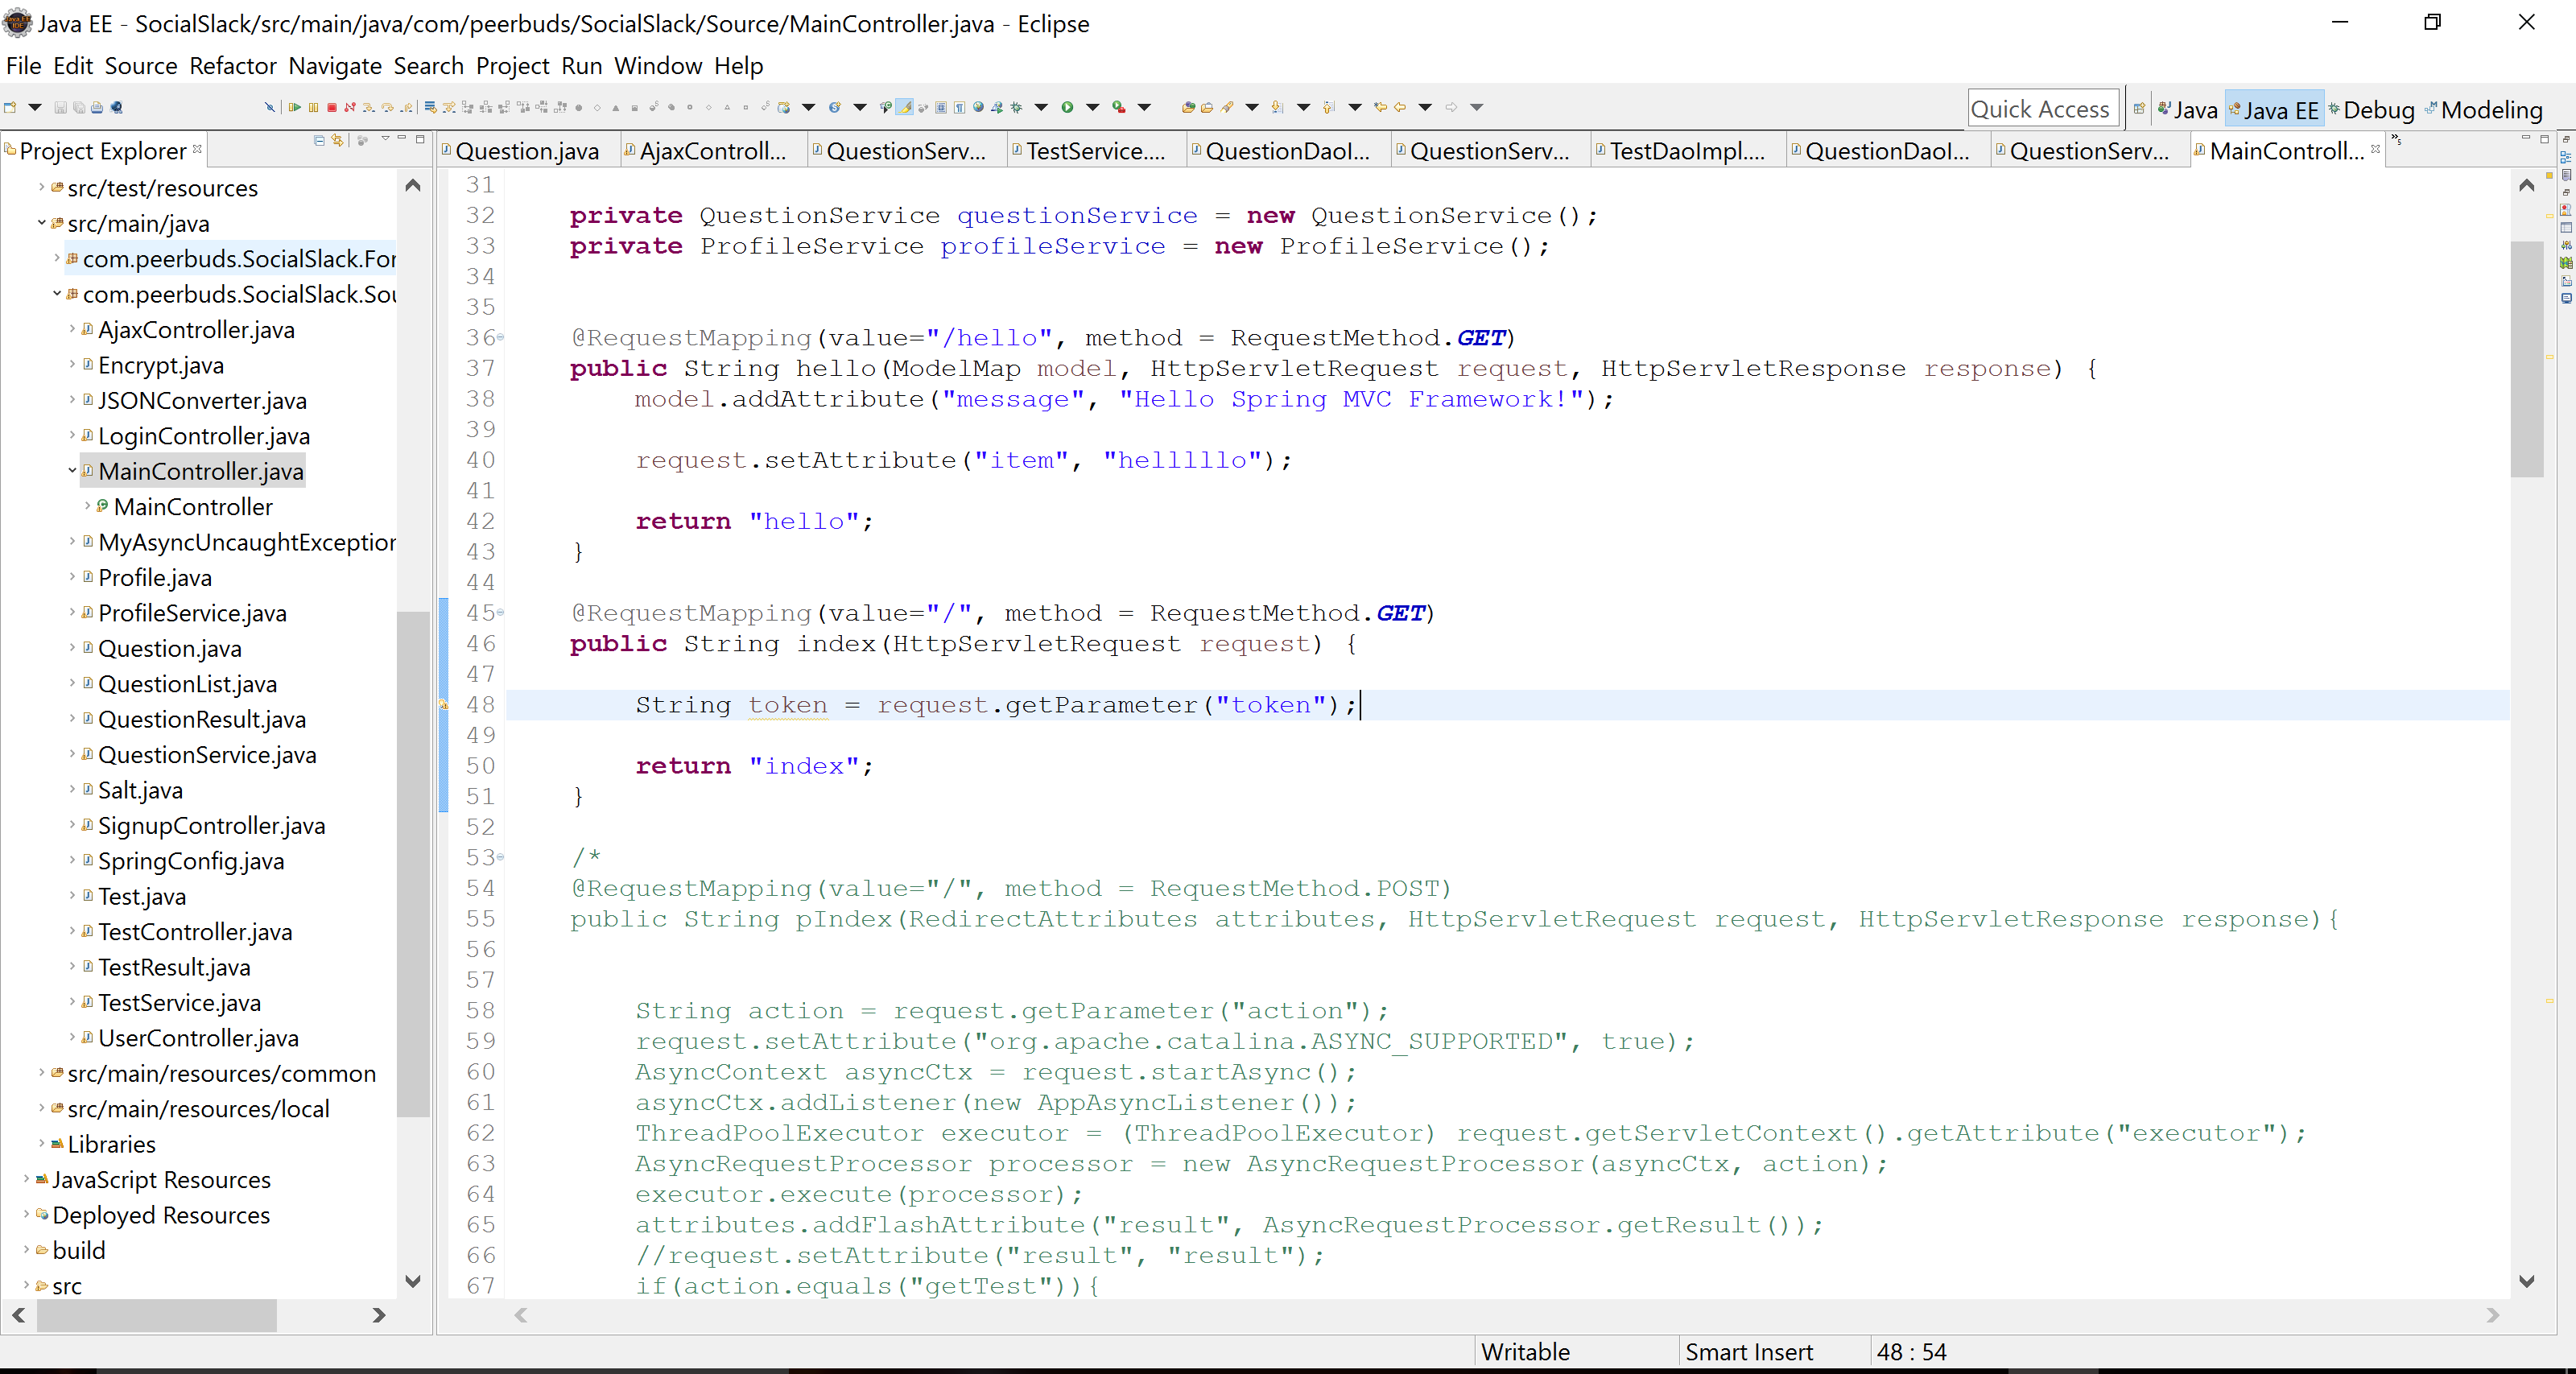 Java EE - SocialSlack/src/main/java/com/peerbuds/SocialSlack/Source/MainController.java - Eclipse
File Edit Source Refactor Navigate Search Project Run Window Help
Quick Access
Java
Java EE
Debug
Modeling
Project Explorer
Question.java
AjaxControll...
QuestionServ...
TestService....
QuestionDaoI...
QuestionServ...
TestDaoImpl....
QuestionDaoI...
QuestionServ...
MainControll...
src/test/resources
src/main/java
com.peerbuds.SocialSlack.For
com.peerbuds.SocialSlack.Sou
AjaxController.java
Encrypt.java
JSONConverter.java
LoginController.java
MainController.java
MainController
MyAsyncUncaughtException
Profile.java
ProfileService.java
Question.java
QuestionList.java
QuestionResult.java
QuestionService.java
Salt.java
SignupController.java
SpringConfig.java
Test.java
TestController.java
TestResult.java
TestService.java
UserController.java
src/main/resources/common
src/main/resources/local
Libraries
JavaScript Resources
Deployed Resources
build
src
31
32 private QuestionService questionService = new QuestionService();
33 private ProfileService profileService = new ProfileService();
34
35
36 @RequestMapping(value="/hello", method = RequestMethod.GET)
37 public String hello(ModelMap model, HttpServletRequest request, HttpServletResponse response) {
38 model.addAttribute("message", "Hello Spring MVC Framework!");
39
40 request.setAttribute("item", "helllllo");
41
42 return "hello";
43 }
44
45 @RequestMapping(value="/", method = RequestMethod.GET)
46 public String index(HttpServletRequest request) {
47
48 String token = request.getParameter("token");
49
50 return "index";
51 }
52
53 /*
54 @RequestMapping(value="/", method = RequestMethod.POST)
55 public String pIndex(RedirectAttributes attributes, HttpServletRequest request, HttpServletResponse response){
56
57
58 String action = request.getParameter("action");
59 request.setAttribute("org.apache.catalina.ASYNC_SUPPORTED", true);
60 AsyncContext asyncCtx = request.startAsync();
61 asyncCtx.addListener(new AppAsyncListener());
62 ThreadPoolExecutor executor = (ThreadPoolExecutor) request.getServletContext().getAttribute("executor");
63 AsyncRequestProcessor processor = new AsyncRequestProcessor(asyncCtx, action);
64 executor.execute(processor);
65 attributes.addFlashAttribute("result", AsyncRequestProcessor.getResult());
66 //request.setAttribute("result", "result");
67 if(action.equals("getTest")){
Writable
Smart Insert
48 : 54